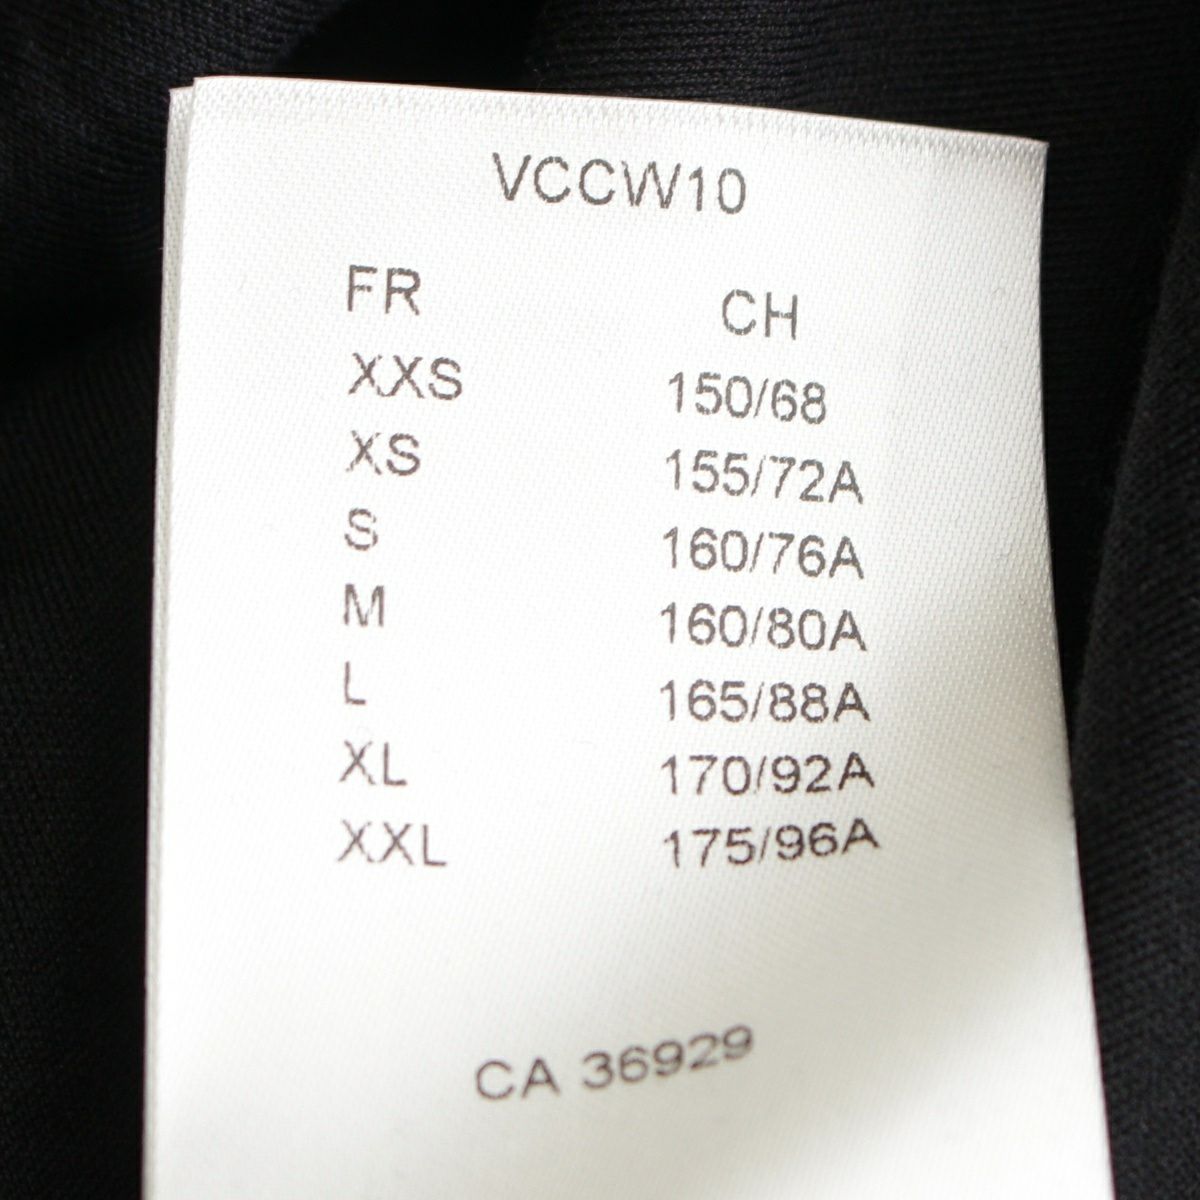 VCCW10
FR CH
XXS 150/68
XS 155/72A
S 160/76A
M 160/80A
L 165/88A
XL 170/92A
XXL 175/96A
CA 36929